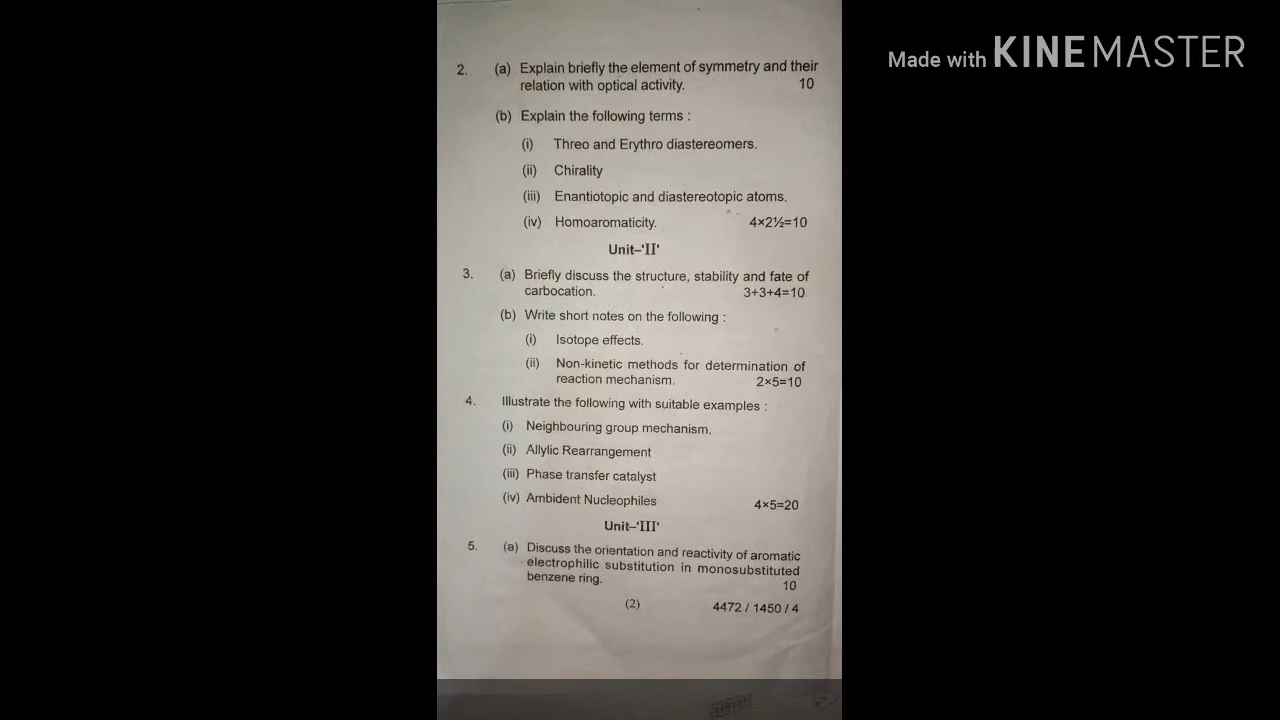 Made with KINEMASTER
2. (a) Explain briefly the element of symmetry and their
relation with optical activity. 10
(b) Explain the following terms :
(i) Threo and Erythro diastereomers.
(ii) Chirality
(iii) Enantiotopic and diastereotopic atoms.
(iv) Homoaromaticity. 4×2½=10
Unit–'II'
3. (a) Briefly discuss the structure, stability and fate of
carbocation. 3+3+4=10
(b) Write short notes on the following :
(i) Isotope effects.
(ii) Non-kinetic methods for determination of
reaction mechanism. 2×5=10
4. Illustrate the following with suitable examples :
(i) Neighbouring group mechanism.
(ii) Allylic Rearrangement
(iii) Phase transfer catalyst
(iv) Ambident Nucleophiles 4×5=20
Unit–'III'
5. (a) Discuss the orientation and reactivity of aromatic
electrophilic substitution in monosubstituted
benzene ring. 10
(2) 4472 / 1450 / 4